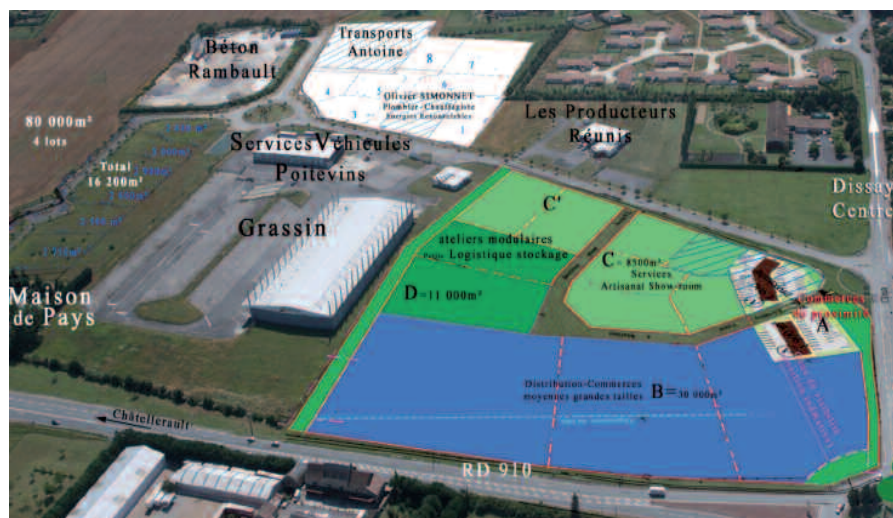 Béton
Rambault
Transports
Antoine
8
7
6
5
4
3
1
Olivier SIMONNET
Plombier-Chauffagiste
Energies Renouvelables
80 000m²
4 lots
Total
16 200m²
Services Véhicules
Poitevins
Les Producteurs
Réunis
Grassin
Dissay
Centre
C'
ateliers modulaires
Logistique stockage
C = 8500m²
Services
Artisanat Show-room
D = 11 000m²
Maison
de Pays
Commerces
de proximité
A
Distribution-Commerces
moyennes grandes tailles
B = 30 000m²
Châtellerault
RD 910